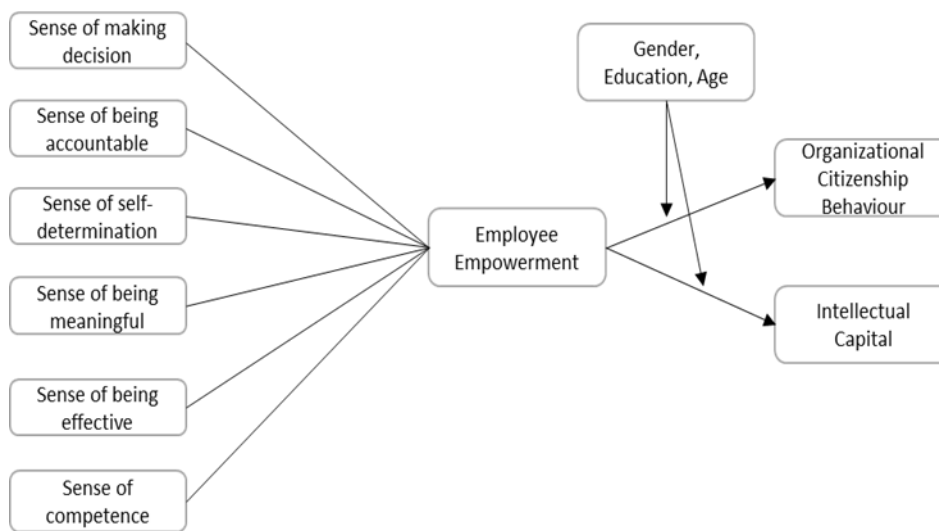 Sense of making
decision
Sense of being
accountable
Sense of self-
determination
Sense of being
meaningful
Sense of being
effective
Sense of
competence
Employee
Empowerment
Gender,
Education, Age
Organizational
Citizenship
Behaviour
Intellectual
Capital